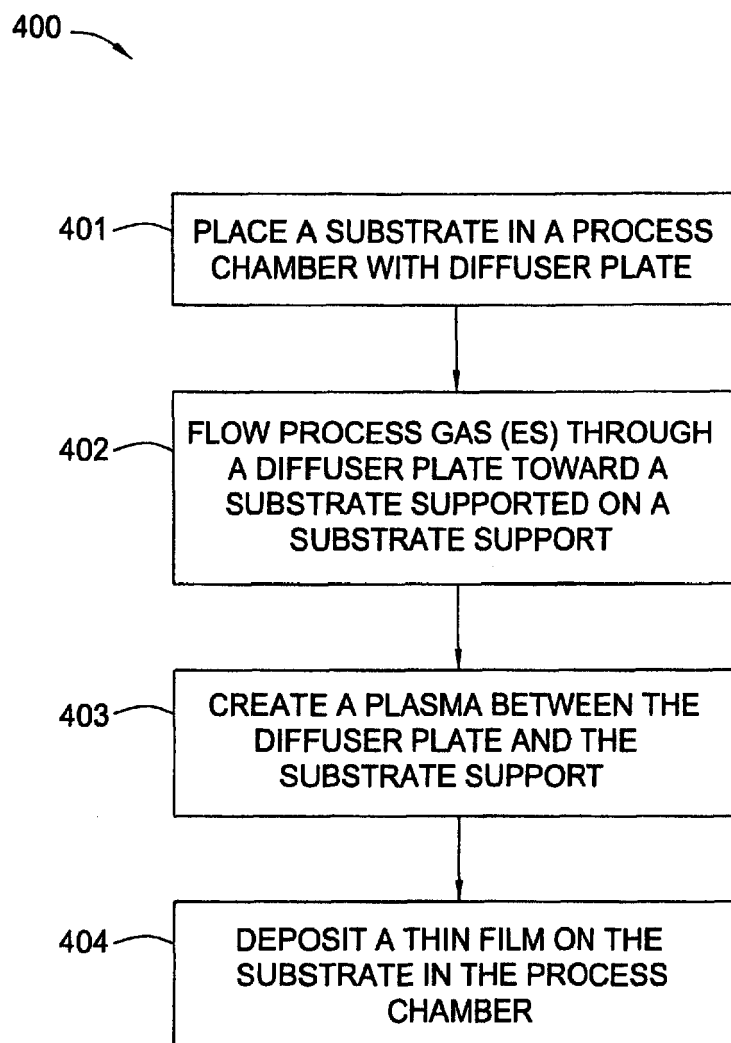 400
401
PLACE A SUBSTRATE IN A PROCESS
CHAMBER WITH DIFFUSER PLATE
402
FLOW PROCESS GAS (ES) THROUGH
A DIFFUSER PLATE TOWARD A
SUBSTRATE SUPPORTED ON A
SUBSTRATE SUPPORT
403
CREATE A PLASMA BETWEEN THE
DIFFUSER PLATE AND THE
SUBSTRATE SUPPORT
404
DEPOSIT A THIN FILM ON THE
SUBSTRATE IN THE PROCESS
CHAMBER